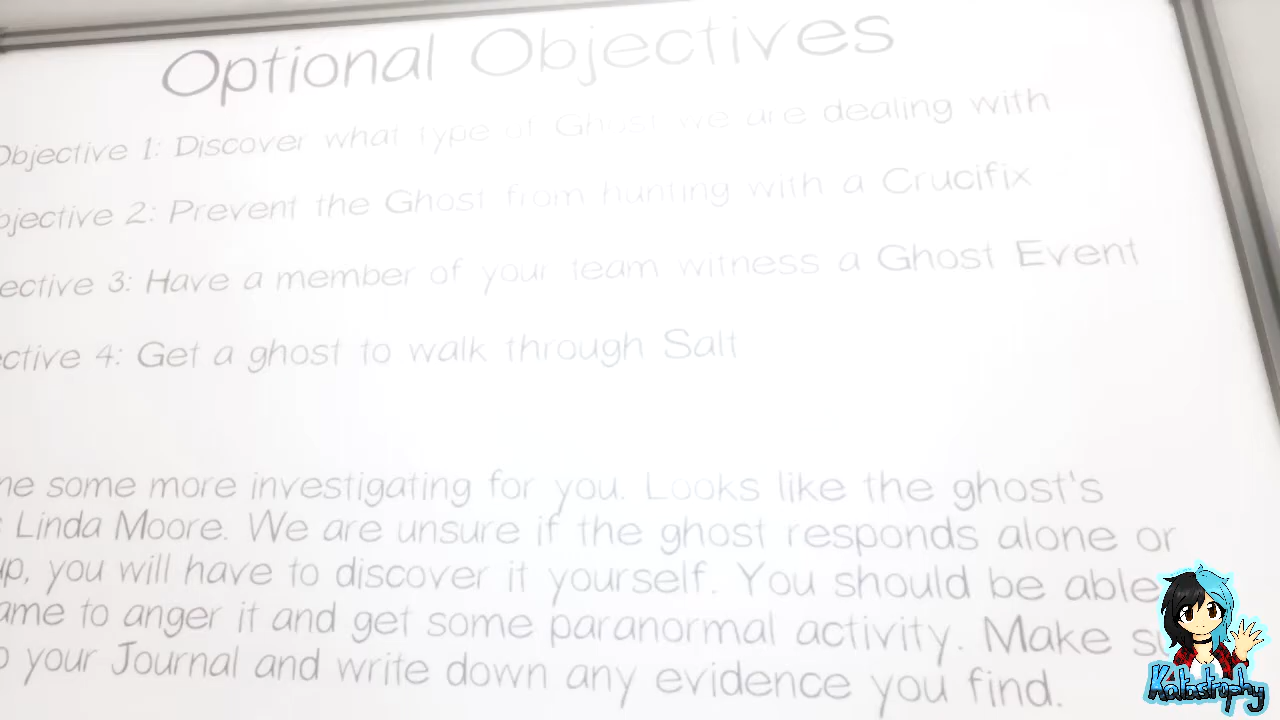 Optional Objectives
Objective 1: Discover what type of Ghost we are dealing with
bjective 2: Prevent the Ghost from hunting with a Crucifix
ective 3: Have a member of your team witness a Ghost Event
ctive 4: Get a ghost to walk through Salt
ne some more investigating for you. Looks like the ghost's
Linda Moore. We are unsure if the ghost responds alone or
up, you will have to discover it yourself. You should be able
ame to anger it and get some paranormal activity. Make su
o your Journal and write down any evidence you find.
Katastrophy